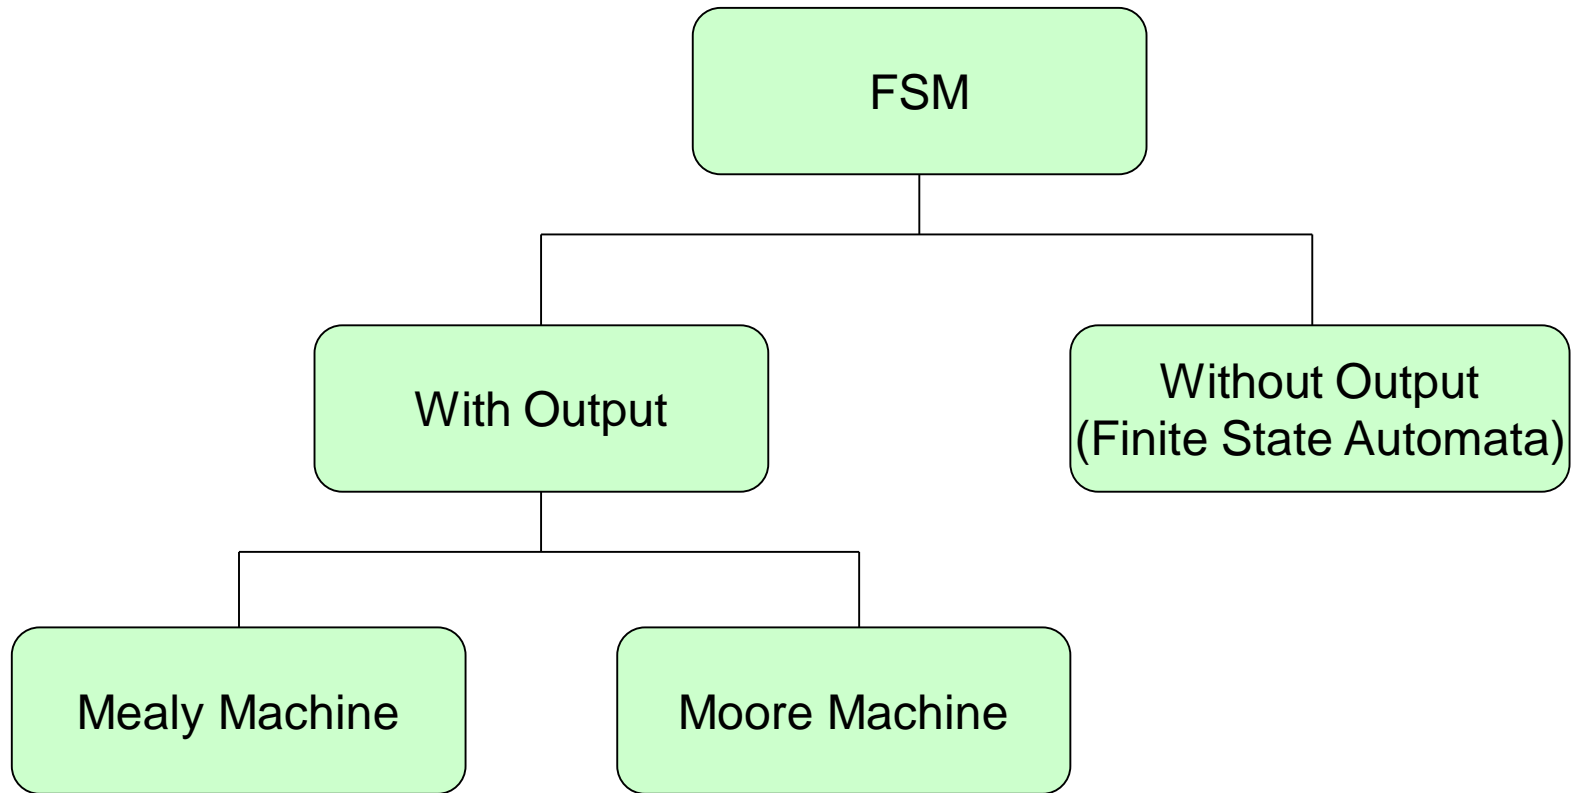 FSM
With Output
Without Output
(Finite State Automata)
Mealy Machine
Moore Machine